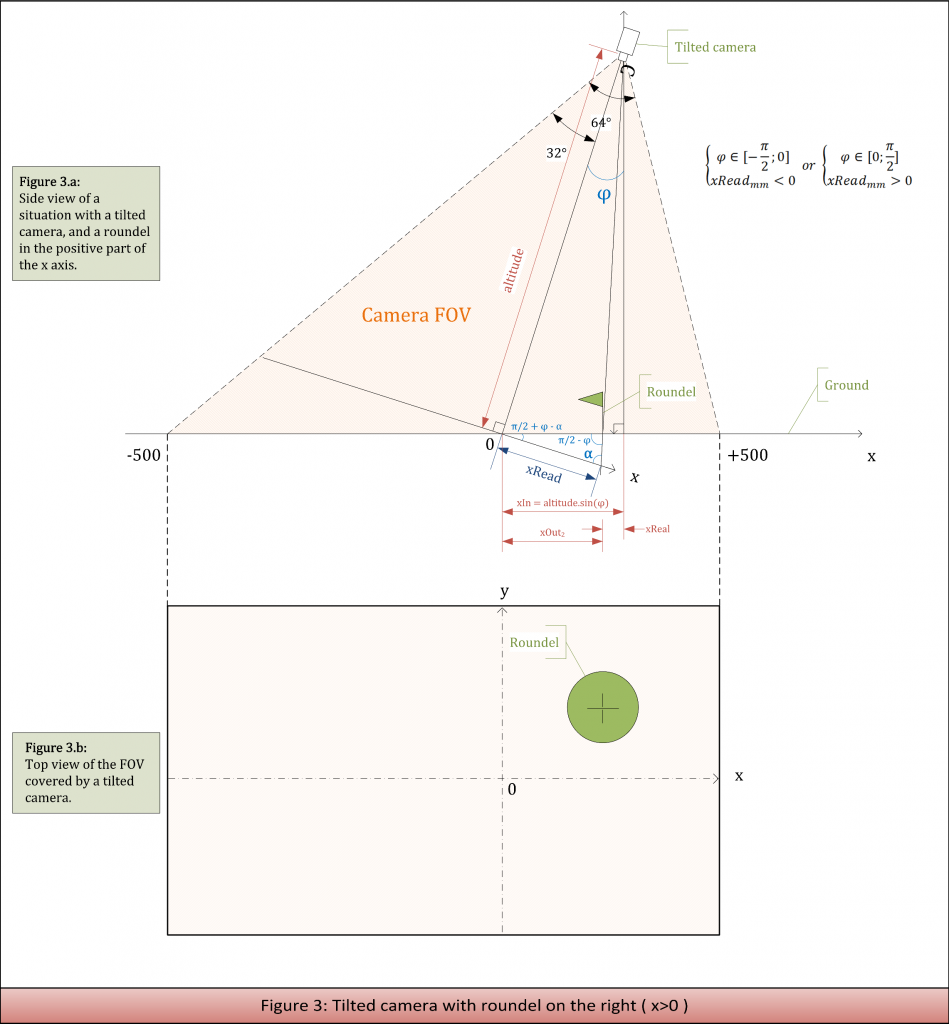 Tilted camera
C
64°
32°
φ
{ φ ∈ [−π/2;0] or { φ ∈ [0;π/2]
xRead_mm < 0 xRead_mm > 0
Figure 3.a:
Side view of a
situation with a tilted
camera, and a roundel
in the positive part of
the x axis.
altitude
Camera FOV
Roundel
Ground
π/2 + φ - α
0
π/2 - φ
α
-500
+500
x
xRead
x
xIn = altitude.sin(φ)
xReal
xOut₂
y
Roundel
Figure 3.b:
Top view of the FOV
covered by a tilted
camera.
x
0
Figure 3: Tilted camera with roundel on the right ( x>0 )